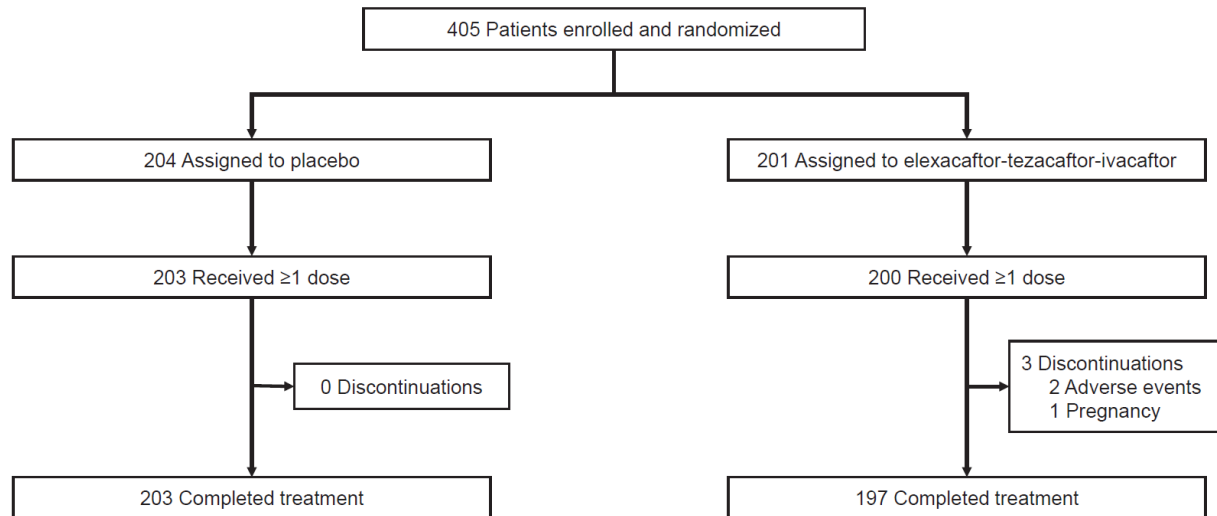 405 Patients enrolled and randomized
204 Assigned to placebo
201 Assigned to elexacaftor-tezacaftor-ivacaftor
203 Received ≥1 dose
200 Received ≥1 dose
0 Discontinuations
3 Discontinuations
2 Adverse events
1 Pregnancy
203 Completed treatment
197 Completed treatment